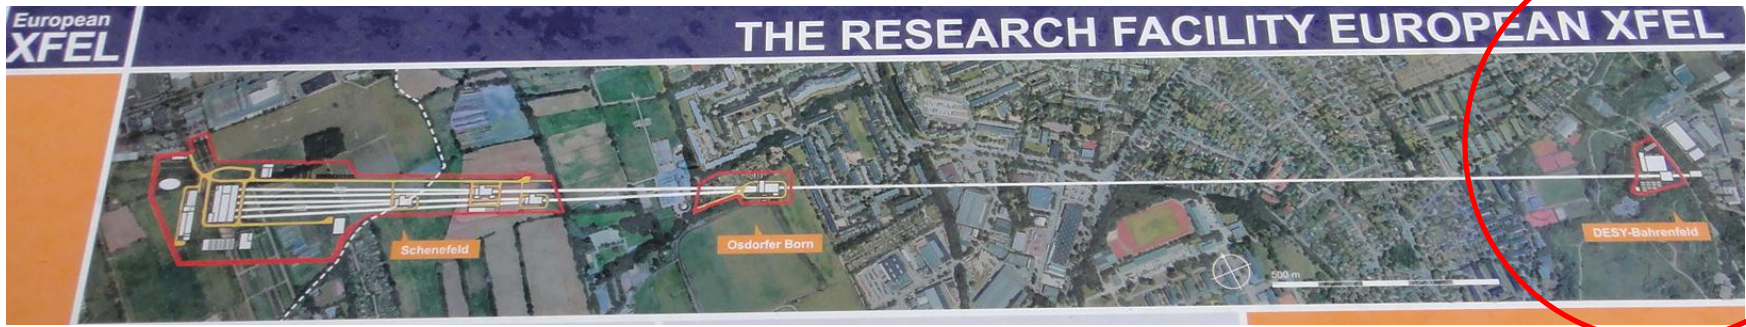 European
XFEL
THE RESEARCH FACILITY EUROPEAN XFEL
Schenefeld
Osdorfer Born
DESY-Bahrenfeld
500 m